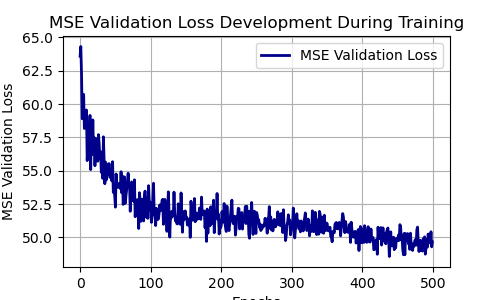 MSE Validation Loss Development During Training
65.0
62.5
60.0
57.5
55.0
52.5
50.0
MSE Validation Loss
MSE Validation Loss
0 100 200 300 400 500
Epochs